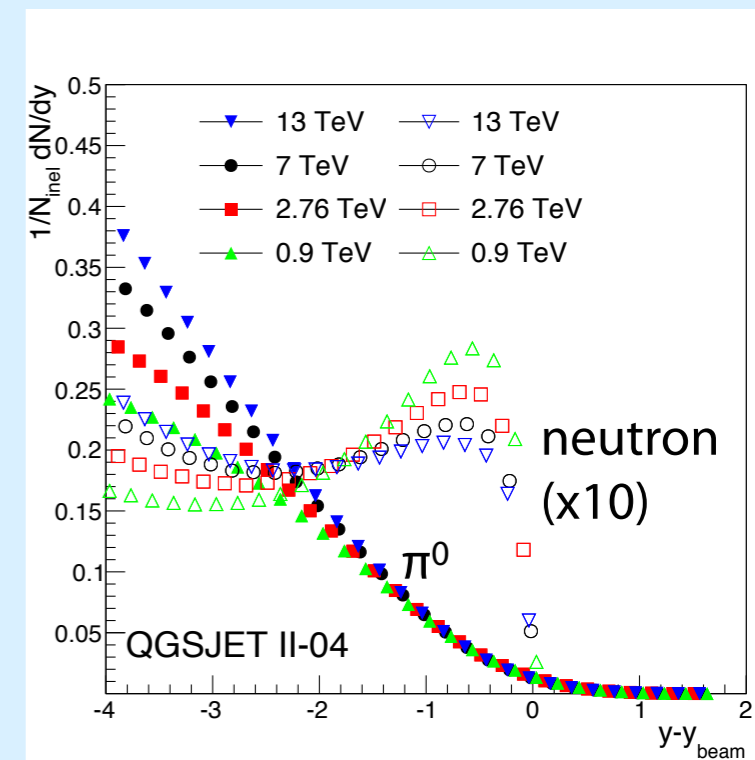 1/N_inel dN/dy
0.5
0.45
0.4
0.35
0.3
0.25
0.2
0.15
0.1
0.05
13 TeV 13 TeV
7 TeV 7 TeV
2.76 TeV 2.76 TeV
0.9 TeV 0.9 TeV
neutron
(x10)
π⁰
QGSJET II-04
-4 -3 -2 -1 0 1 2
y-y_beam